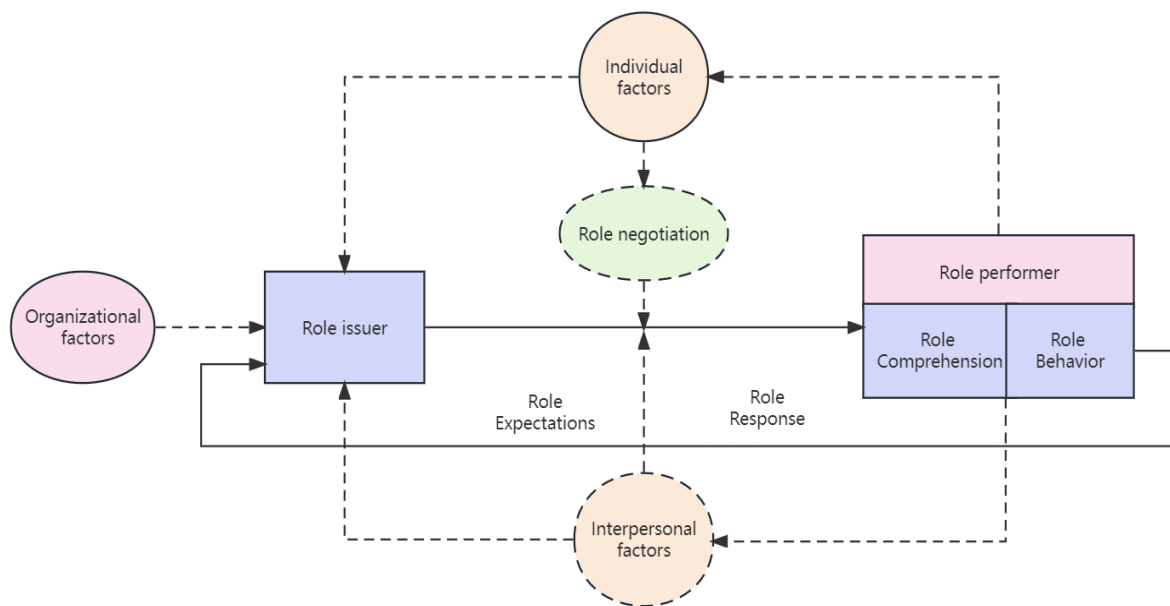 Individual
factors
Role negotiation
Role performer
Organizational
factors
Role issuer
Role
Comprehension
Role
Behavior
Role
Expectations
Role
Response
Interpersonal
factors